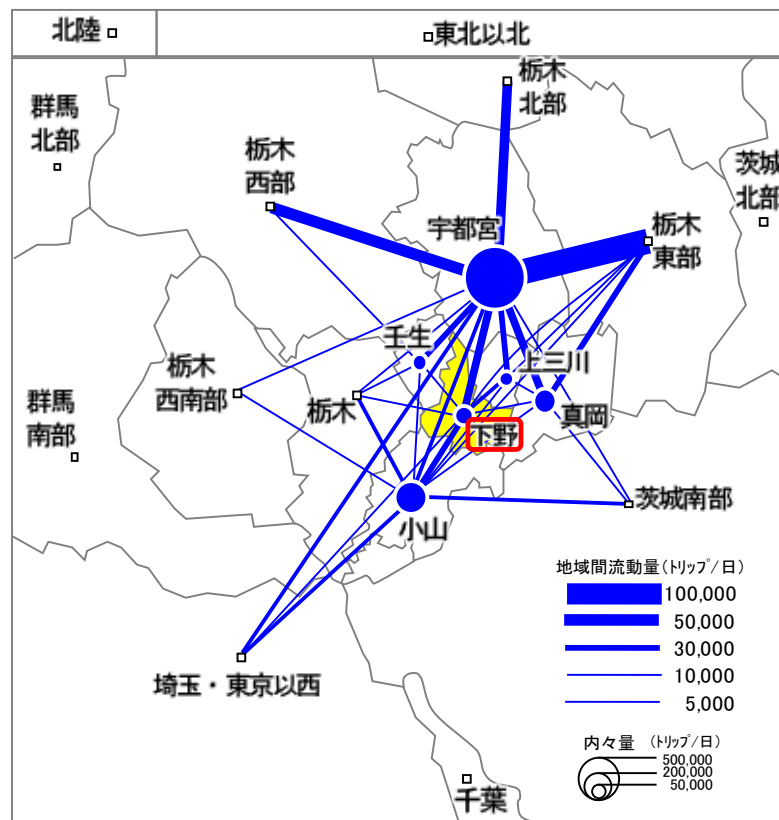 北陸
東北以北
栃木
北部
群馬
北部
栃木
西部
茨城
北部
宇都宮
栃木
東部
壬生
上三川
栃木
西南部
栃木
群馬
南部
真岡
下野
茨城南部
小山
地域間流動量(トリップ/日)
100,000
50,000
30,000
10,000
5,000
埼玉・東京以西
内々量 (トリップ/日)
500,000
200,000
50,000
千葉